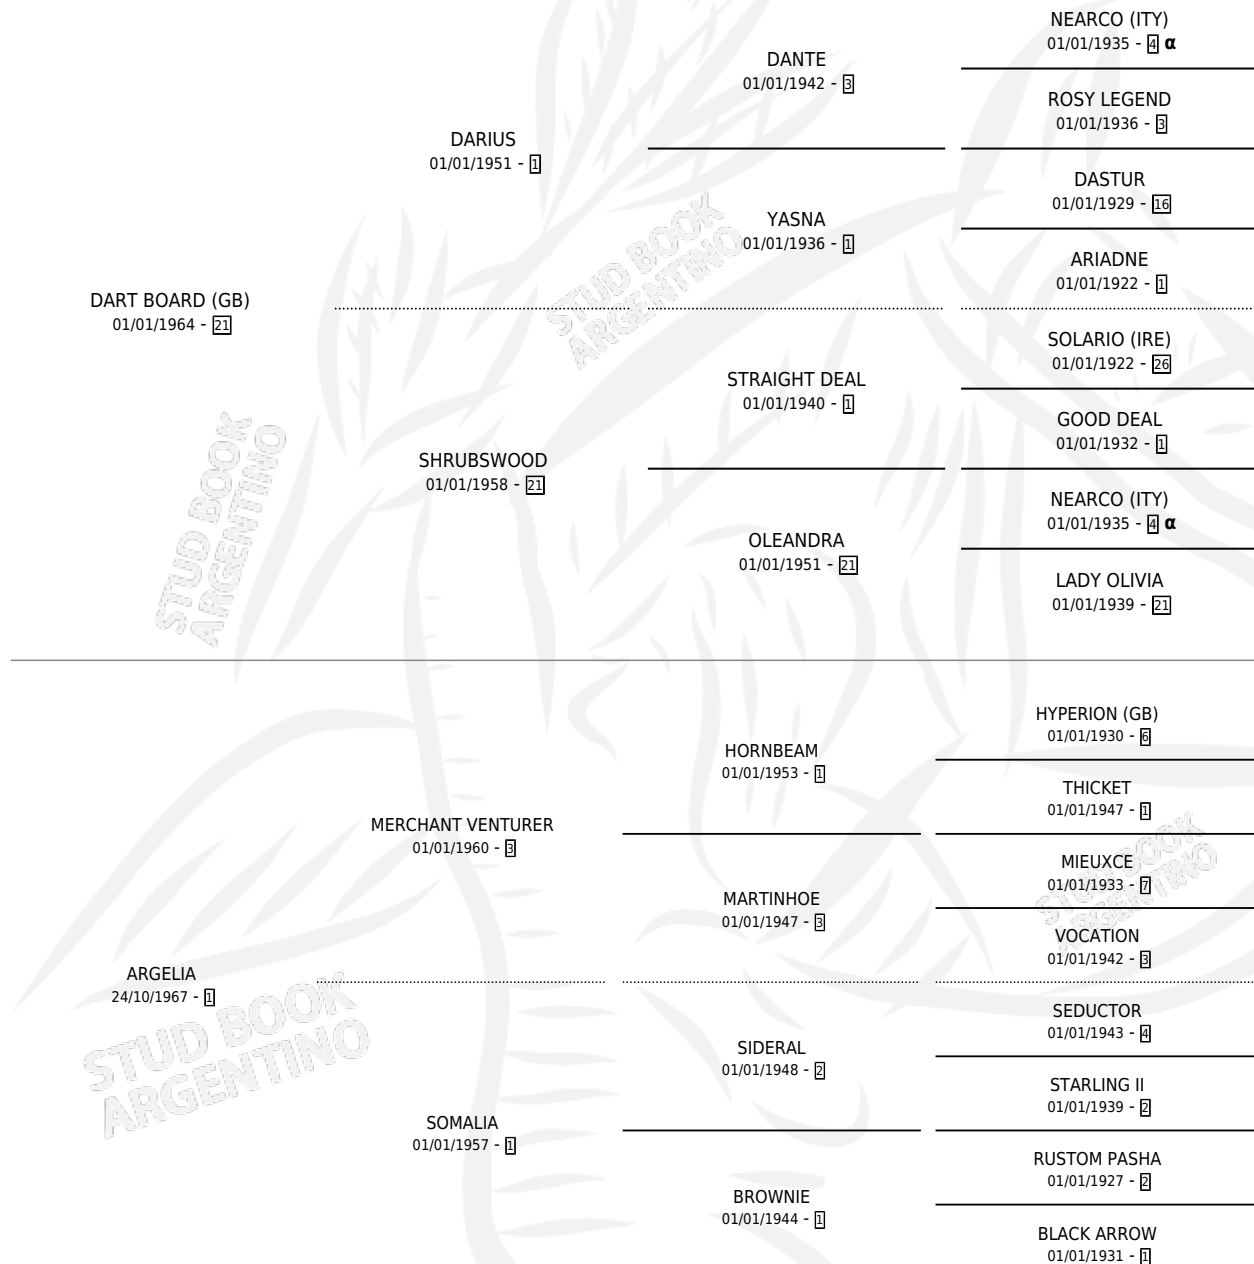 NEARCO (ITY)
01/01/1935 - 4 α
DANTE
01/01/1942 - 3
ROSY LEGEND
01/01/1936 - 3
DARIUS
01/01/1951 - 1
DASTUR
01/01/1929 - 16
YASNA
01/01/1936 - 1
ARIADNE
01/01/1922 - 1
DART BOARD (GB)
01/01/1964 - 21
SOLARIO (IRE)
01/01/1922 - 26
STRAIGHT DEAL
01/01/1940 - 1
GOOD DEAL
01/01/1932 - 1
SHRUBSWOOD
01/01/1958 - 21
NEARCO (ITY)
01/01/1935 - 4 α
OLEANDRA
01/01/1951 - 21
LADY OLIVIA
01/01/1939 - 21
HYPERION (GB)
01/01/1930 - 6
HORNBEAM
01/01/1953 - 1
THICKET
01/01/1947 - 1
MERCHANT VENTURER
01/01/1960 - 3
MIEUXCE
01/01/1933 - 7
MARTINHOE
01/01/1947 - 3
VOCATION
01/01/1942 - 3
ARGELIA
24/10/1967 - 1
SEDUCTOR
01/01/1943 - 4
SIDERAL
01/01/1948 - 2
STARLING II
01/01/1939 - 2
SOMALIA
01/01/1957 - 1
RUSTOM PASHA
01/01/1927 - 2
BROWNIE
01/01/1944 - 1
BLACK ARROW
01/01/1931 - 1
STUD BOOK
ARGENTINO
STUD BOOK
ARGENTINO
STUD BOOK
ARGENTINO
STUD BOOK
ARGENTINO